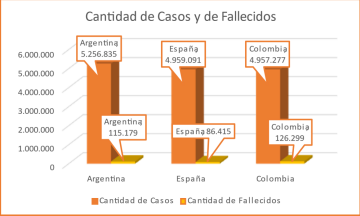 Cantidad de Casos y de Fallecidos
Argentina
5.256.835
España
4.959.091
Colombia
4.957.277
6.000.000
5.000.000
4.000.000
3.000.000
2.000.000
1.000.000
0
Argentina
115.179
España 86.415
Colombia
126.299
Argentina España Colombia
Cantidad de Casos Cantidad de Fallecidos